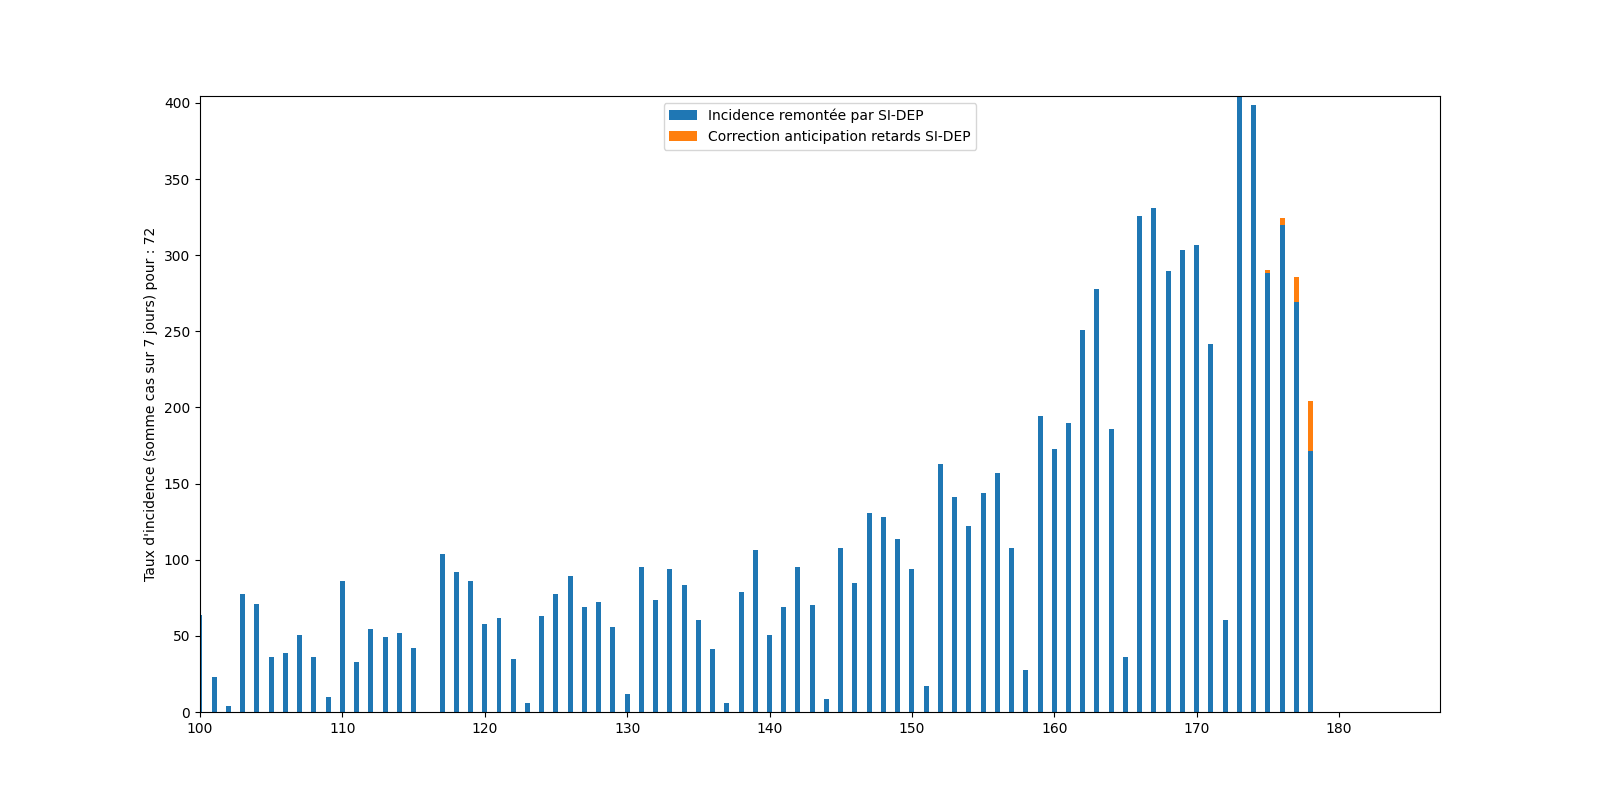 Incidence remontée par SI-DEP
Correction anticipation retards SI-DEP
Taux d'incidence (somme cas sur 7 jours) pour : 72
400
350
300
250
200
150
100
50
0
100 110 120 130 140 150 160 170 180